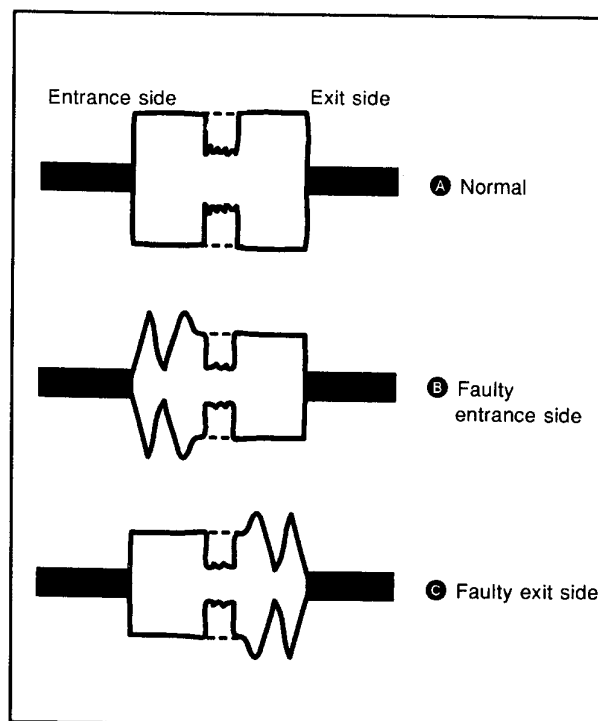 Entrance side
Exit side
A Normal
B Faulty
entrance side
C Faulty exit side